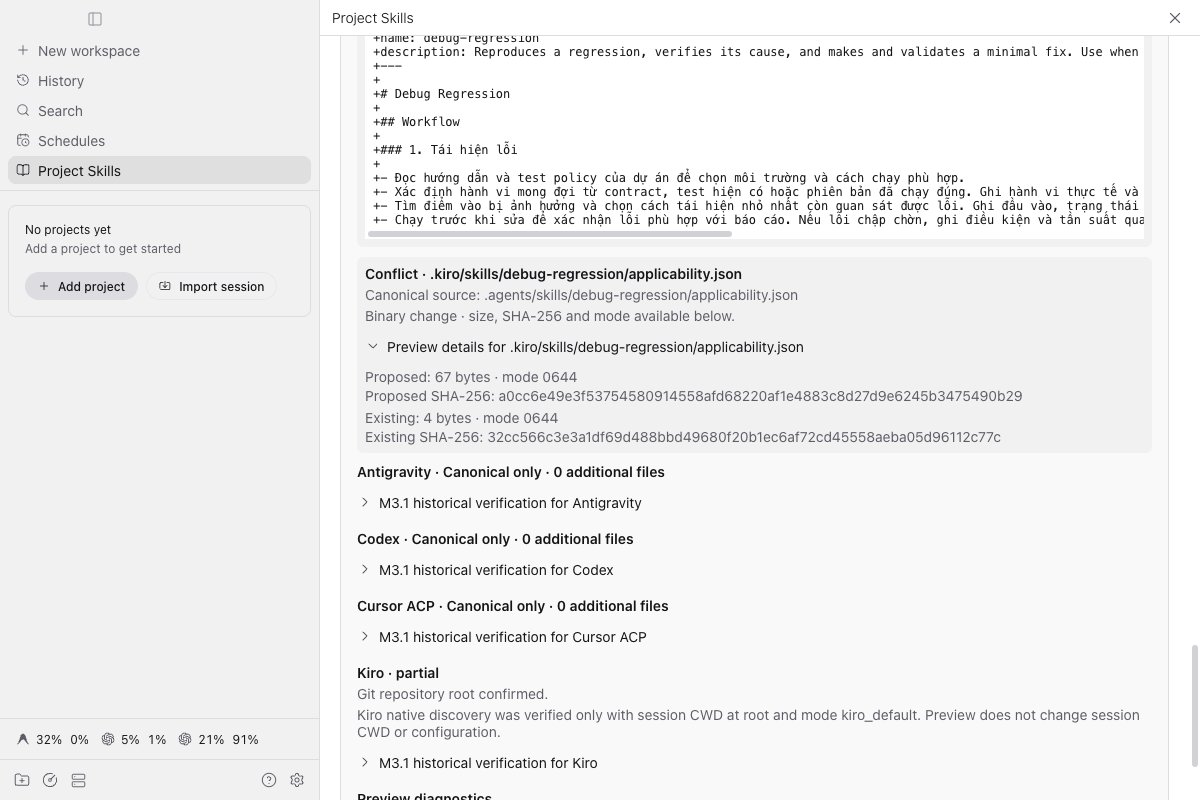 Project Skills
New workspace
History
Search
Schedules
Project Skills
No projects yet
Add a project to get started
Add project
Import session
32% 0% 5% 1% 21% 91%
+name: debug-regression
+description: Reproduces a regression, verifies its cause, and makes and validates a minimal fix. Use when
+---
+
+# Debug Regression
+
+## Workflow
+
+### 1. Tái hiện lỗi
+
+- Đọc hướng dẫn và test policy của dự án để chọn môi trường và cách chạy phù hợp.
+- Xác định hành vi mong đợi từ contract, test hiện có hoặc phiên bản đã chạy đúng. Ghi hành vi thực tế và
+- Tìm điểm vào bị ảnh hưởng và chọn cách tái hiện nhỏ nhất còn quan sát được lỗi. Ghi đầu vào, trạng thái
+- Chạy trước khi sửa để xác nhận lỗi phù hợp với báo cáo. Nếu lỗi chập chờn, ghi điều kiện và tần suất qua
Conflict · .kiro/skills/debug-regression/applicability.json
Canonical source: .agents/skills/debug-regression/applicability.json
Binary change · size, SHA-256 and mode available below.
Preview details for .kiro/skills/debug-regression/applicability.json
Proposed: 67 bytes · mode 0644
Proposed SHA-256: a0cc6e49e3f53754580914558afd68220af1e4883c8d27d9e6245b3475490b29
Existing: 4 bytes · mode 0644
Existing SHA-256: 32cc566c3e3a1df69d488bbd49680f20b1ec6af72cd45558aeba05d96112c77c
Antigravity · Canonical only · 0 additional files
M3.1 historical verification for Antigravity
Codex · Canonical only · 0 additional files
M3.1 historical verification for Codex
Cursor ACP · Canonical only · 0 additional files
M3.1 historical verification for Cursor ACP
Kiro · partial
Git repository root confirmed.
Kiro native discovery was verified only with session CWD at root and mode kiro_default. Preview does not change session
CWD or configuration.
M3.1 historical verification for Kiro
Preview diagnostics